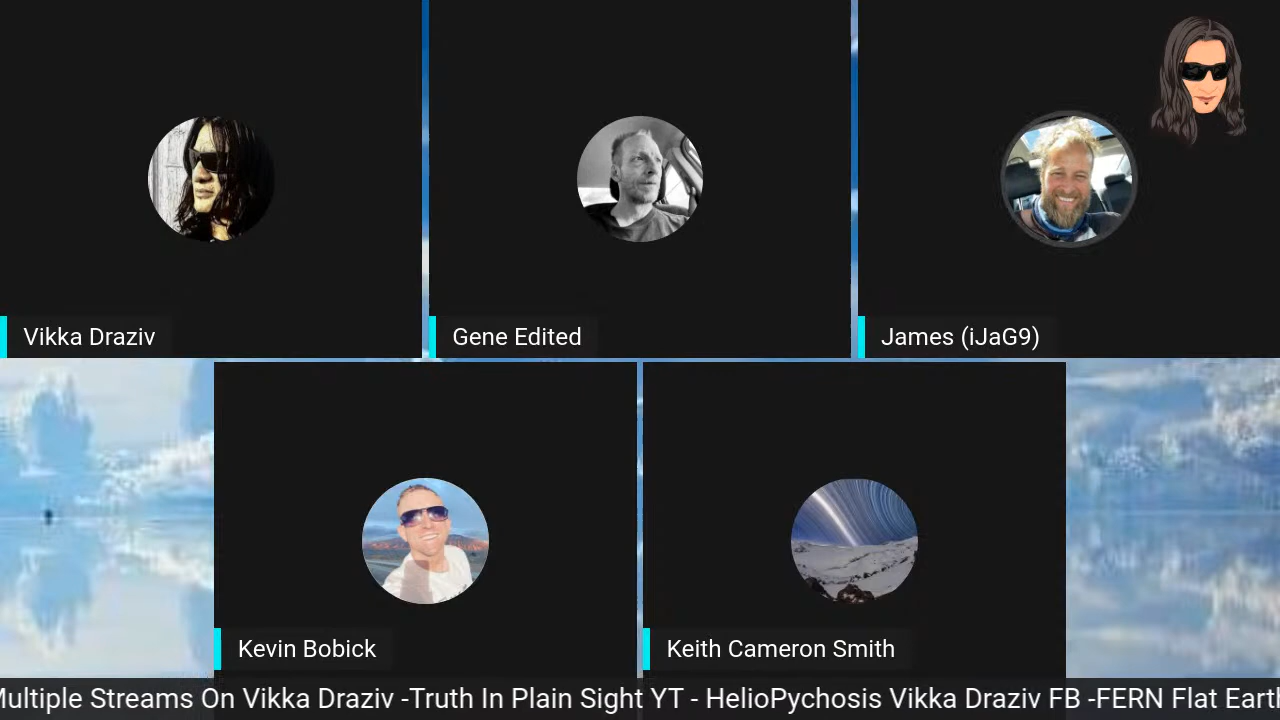 Vikka Draziv
Gene Edited
James (iJaG9)
Kevin Bobick
Keith Cameron Smith
Multiple Streams On Vikka Draziv -Truth In Plain Sight YT - HelioPychosis Vikka Draziv FB -FERN Flat Earth